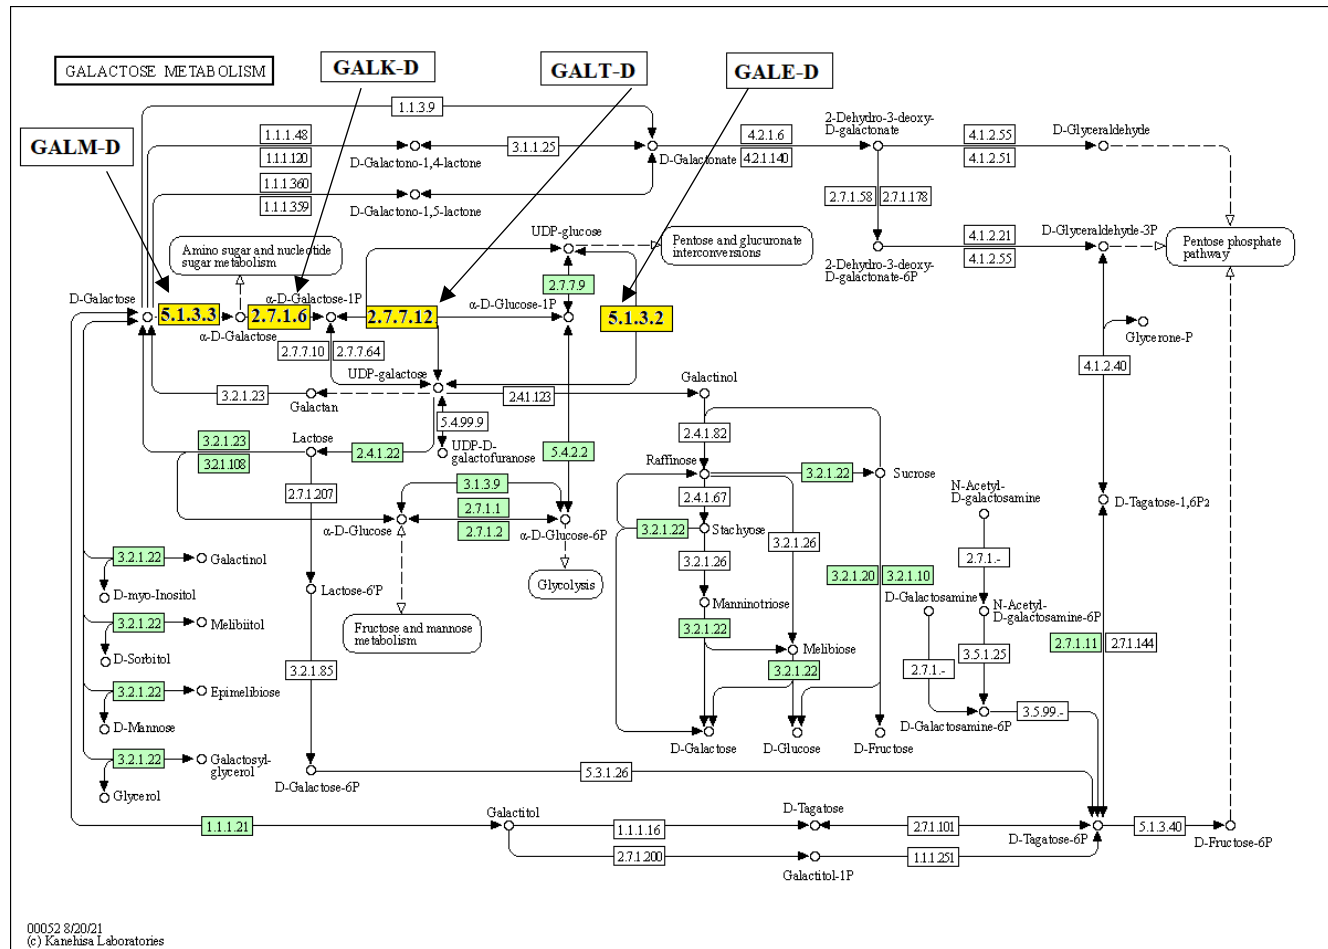 GALACTOSE METABOLISM
GALK-D
GALT-D
GALE-D
GALM-D
1.1.3.9
1.1.1.48
1.1.1.120
D-Galactono-1,4-lactone
3.1.1.25
D-Galactonate
4.2.1.6
4.2.1.140
2-Dehydro-3-deoxy-
D-galactonate
4.1.2.55
4.1.2.51
D-Glyceraldehyde
1.1.1.360
1.1.1.359
D-Galactono-1,5-lactone
2.7.1.58
2.7.1.178
Amino sugar and nucleotide
sugar metabolism
UDP-glucose
Pentose and glucuronate
interconversions
2-Dehydro-3-deoxy-
D-galactonate-6P
4.1.2.21
4.1.2.55
D-Glyceraldehyde-3P
Pentose phosphate
pathway
2.7.7.9
D-Galactose
5.1.3.3
α-D-Galactose
2.7.1.6
α-D-Galactose-1P
2.7.7.12
α-D-Glucose-1P
5.1.3.2
Glycerone-P
2.7.7.10
2.7.7.64
UDP-galactose
4.1.2.40
3.2.1.23
Galactan
2.4.1.123
Galactinol
5.4.99.9
UDP-D-
galactofuranose
3.2.1.23
3.2.1.108
Lactose
2.4.1.22
5.4.2.2
2.4.1.82
Raffinose
3.2.1.22
Sucrose
2.7.1.207
3.1.3.9
2.7.1.1
2.7.1.2
α-D-Glucose
α-D-Glucose-6P
2.4.1.67
3.2.1.22
Stachyose
3.2.1.26
3.2.1.26
N-Acetyl-
D-galactosamine
D-Tagatose-1,6P2
2.7.1.-
3.2.1.22
Galactinol
D-myo-Inositol
Lactose-6'P
Glycolysis
Manninotriose
3.2.1.20
3.2.1.10
D-Galactosamine
N-Acetyl-
D-galactosamine-6P
3.2.1.22
Melibiitol
D-Sorbitol
Fructose and mannose
metabolism
3.2.1.22
Melibiose
3.2.1.22
3.5.1.25
2.7.1.-
2.7.1.11
2.7.1.144
3.2.1.85
3.2.1.22
Epimelibiose
D-Mannose
D-Galactosamine-6P
3.5.99.-
D-Galactose
D-Glucose
D-Fructose
3.2.1.22
Galactosyl-
glycerol
Glycerol
D-Galactose-6P
5.3.1.26
1.1.1.21
Galactitol
1.1.1.16
D-Tagatose
2.7.1.101
D-Tagatose-6P
5.1.3.40
D-Fructose-6P
2.7.1.200
Galactitol-1P
1.1.1.251
00052 8/20/21
(c) Kanehisa Laboratories